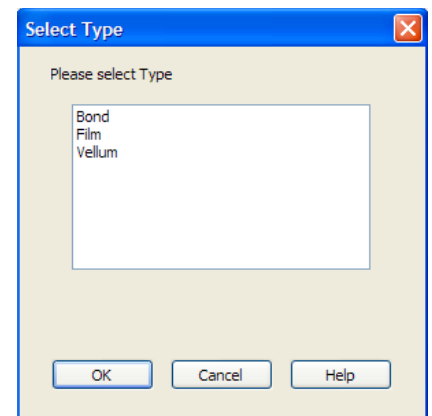 Select Type
Please select Type
Bond
Film
Vellum
OK Cancel Help